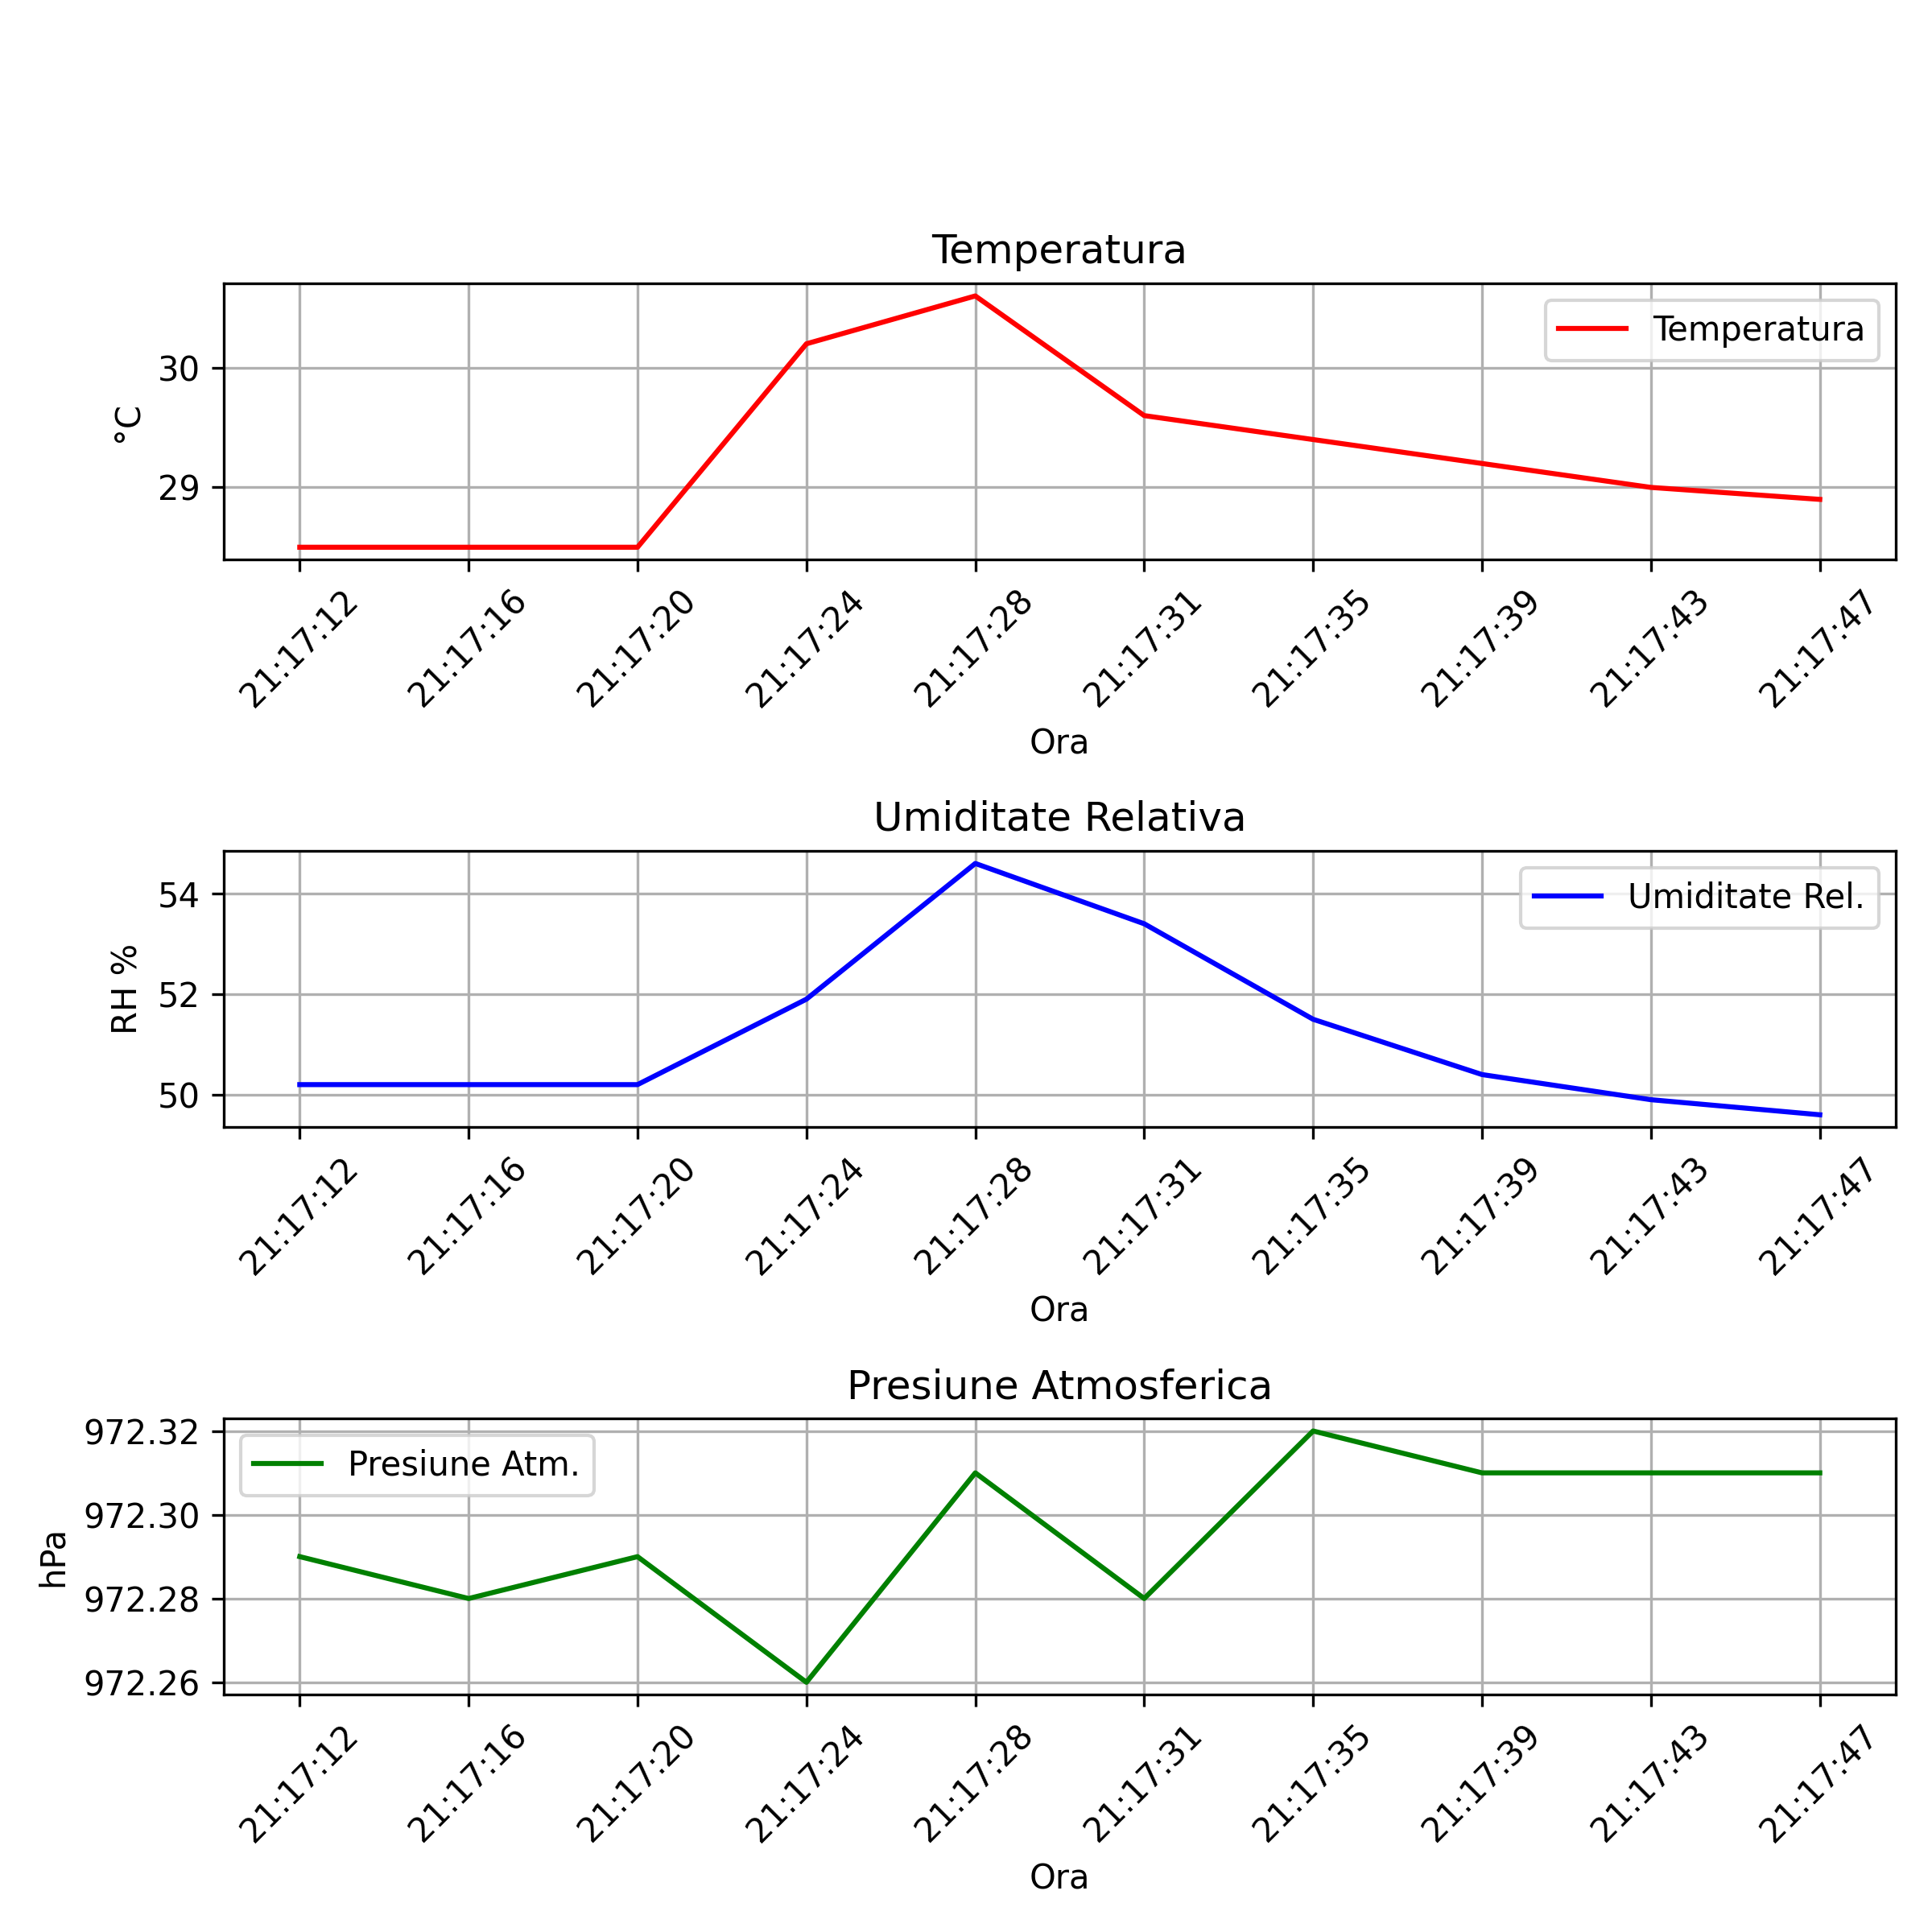 Temperatura
Temperatura
30
29
°C
21:17:12 21:17:16 21:17:20 21:17:24 21:17:28 21:17:31 21:17:35 21:17:39 21:17:43 21:17:47
Ora
Umiditate Relativa
Umiditate Rel.
54
52
50
RH %
21:17:12 21:17:16 21:17:20 21:17:24 21:17:28 21:17:31 21:17:35 21:17:39 21:17:43 21:17:47
Ora
Presiune Atmosferica
Presiune Atm.
972.32
972.30
972.28
972.26
hPa
21:17:12 21:17:16 21:17:20 21:17:24 21:17:28 21:17:31 21:17:35 21:17:39 21:17:43 21:17:47
Ora